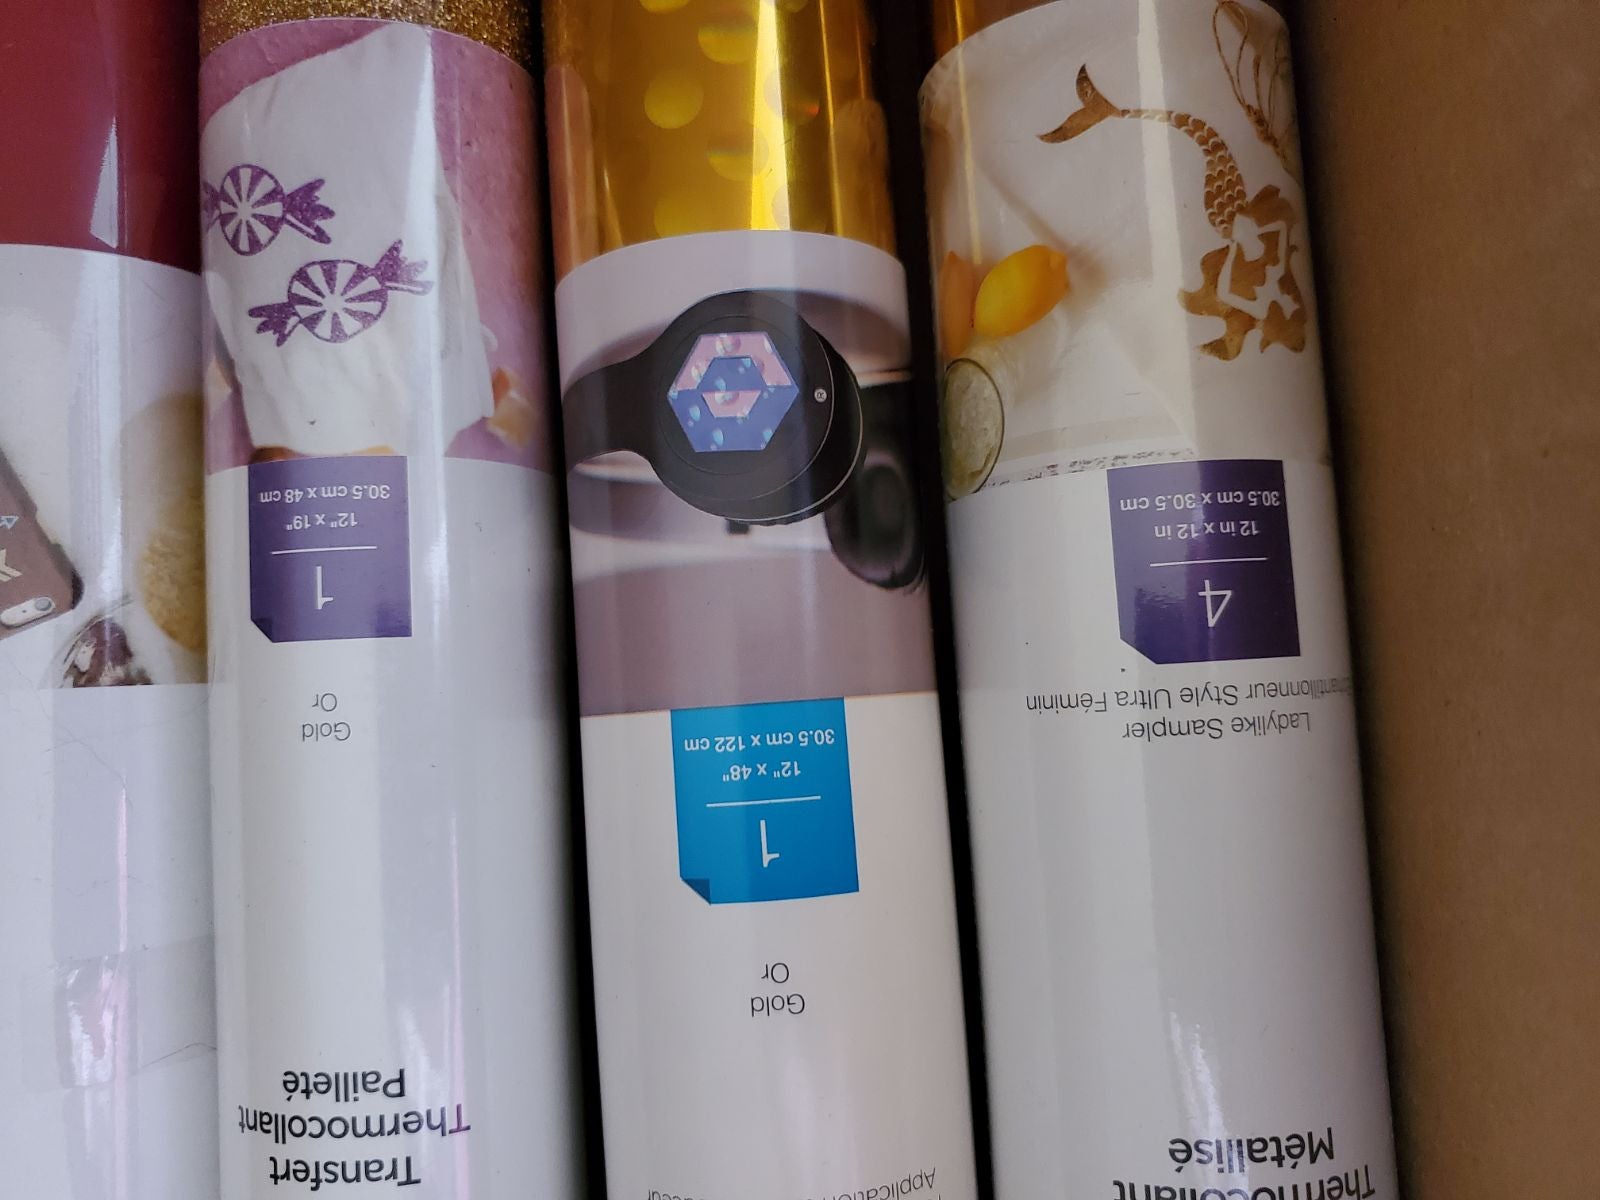 Transfert
Thermocollant
Pailleté
Gold
Or
1
12" x 19"
30.5 cm x 48 cm
Gold
Or
1
12" x 48"
30.5 cm x 122 cm
Thermocollant
Métallisé
Ladylike Sampler
Échantillonneur Style Ultra Féminin
4
12 in x 12 in
30.5 cm x 30.5 cm